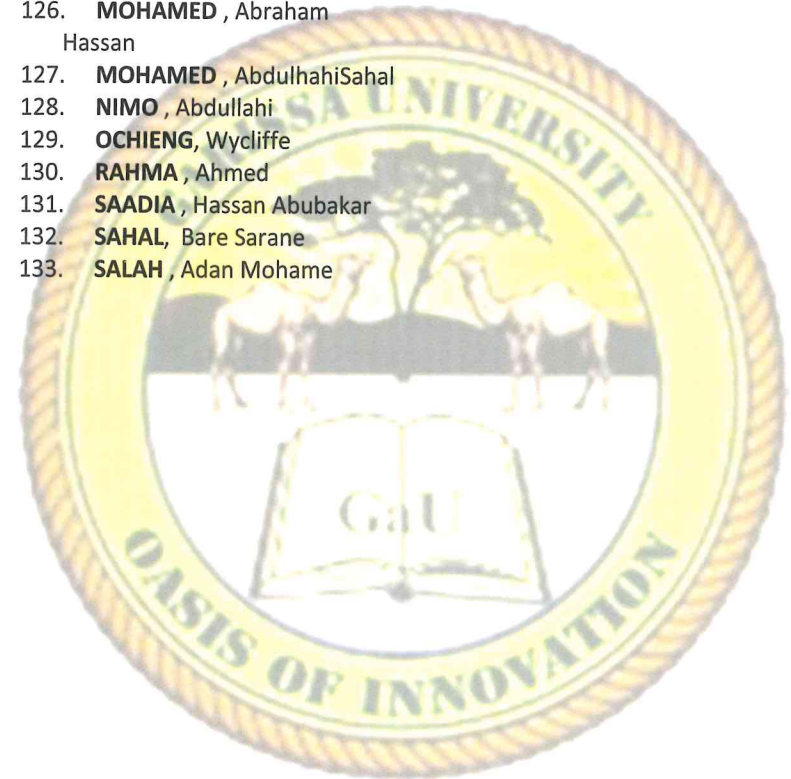 126. MOHAMED , Abraham
Hassan
127. MOHAMED , AbdulhahiSahal
128. NIMO , Abdullahi
129. OCHIENG, Wycliffe
130. RAHMA , Ahmed
131. SAADIA , Hassan Abubakar
132. SAHAL, Bare Sarane
133. SALAH , Adan Mohame
UNIVERSITY
GaU
OASIS OF INNOVATION